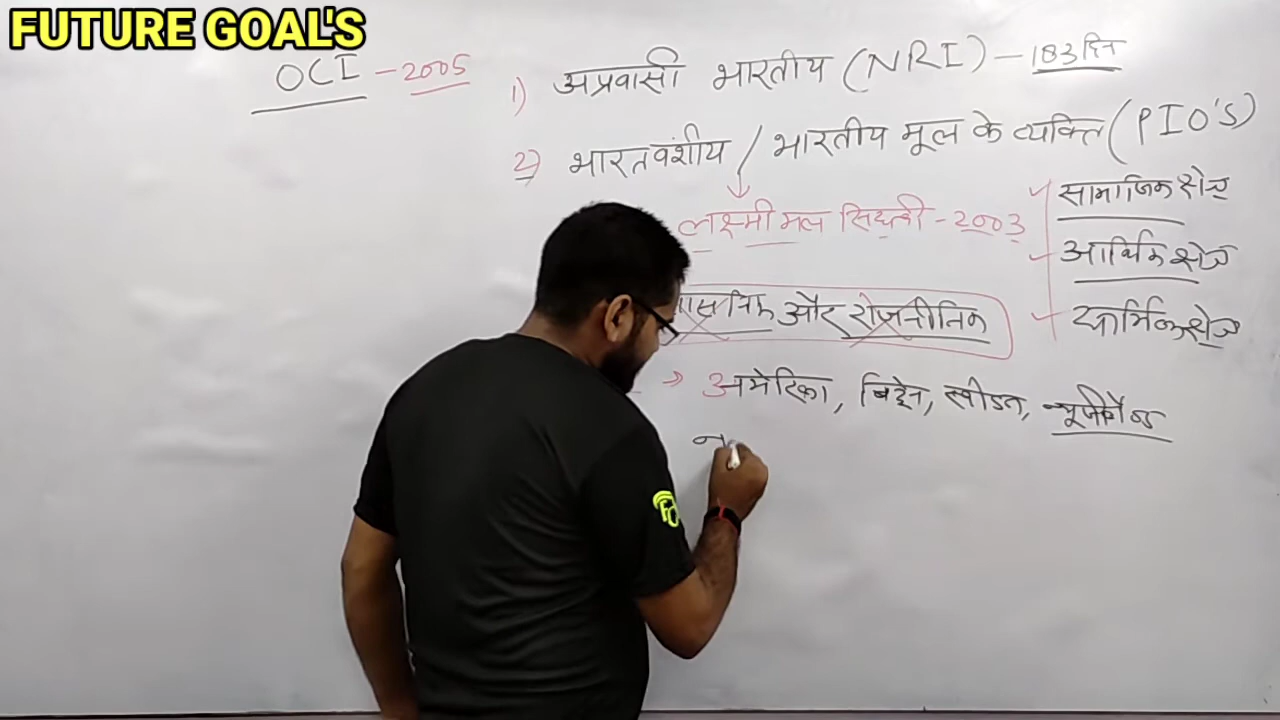 FUTURE GOAL'S
OCI - 2005
1) अप्रवासी भारतीय (NRI) - 183 दिन
2) भारतवंशीय / भारतीय मूल के व्यक्ति (PIO'S)
लक्ष्मी मल सिंघवी - 2003
सामाजिक क्षेत्र
आर्थिक क्षेत्र
धार्मिक क्षेत्र
और राजनीतिक
→ अमेरिका, ब्रिटेन, स्वीडन, न्यूजीलैण्ड